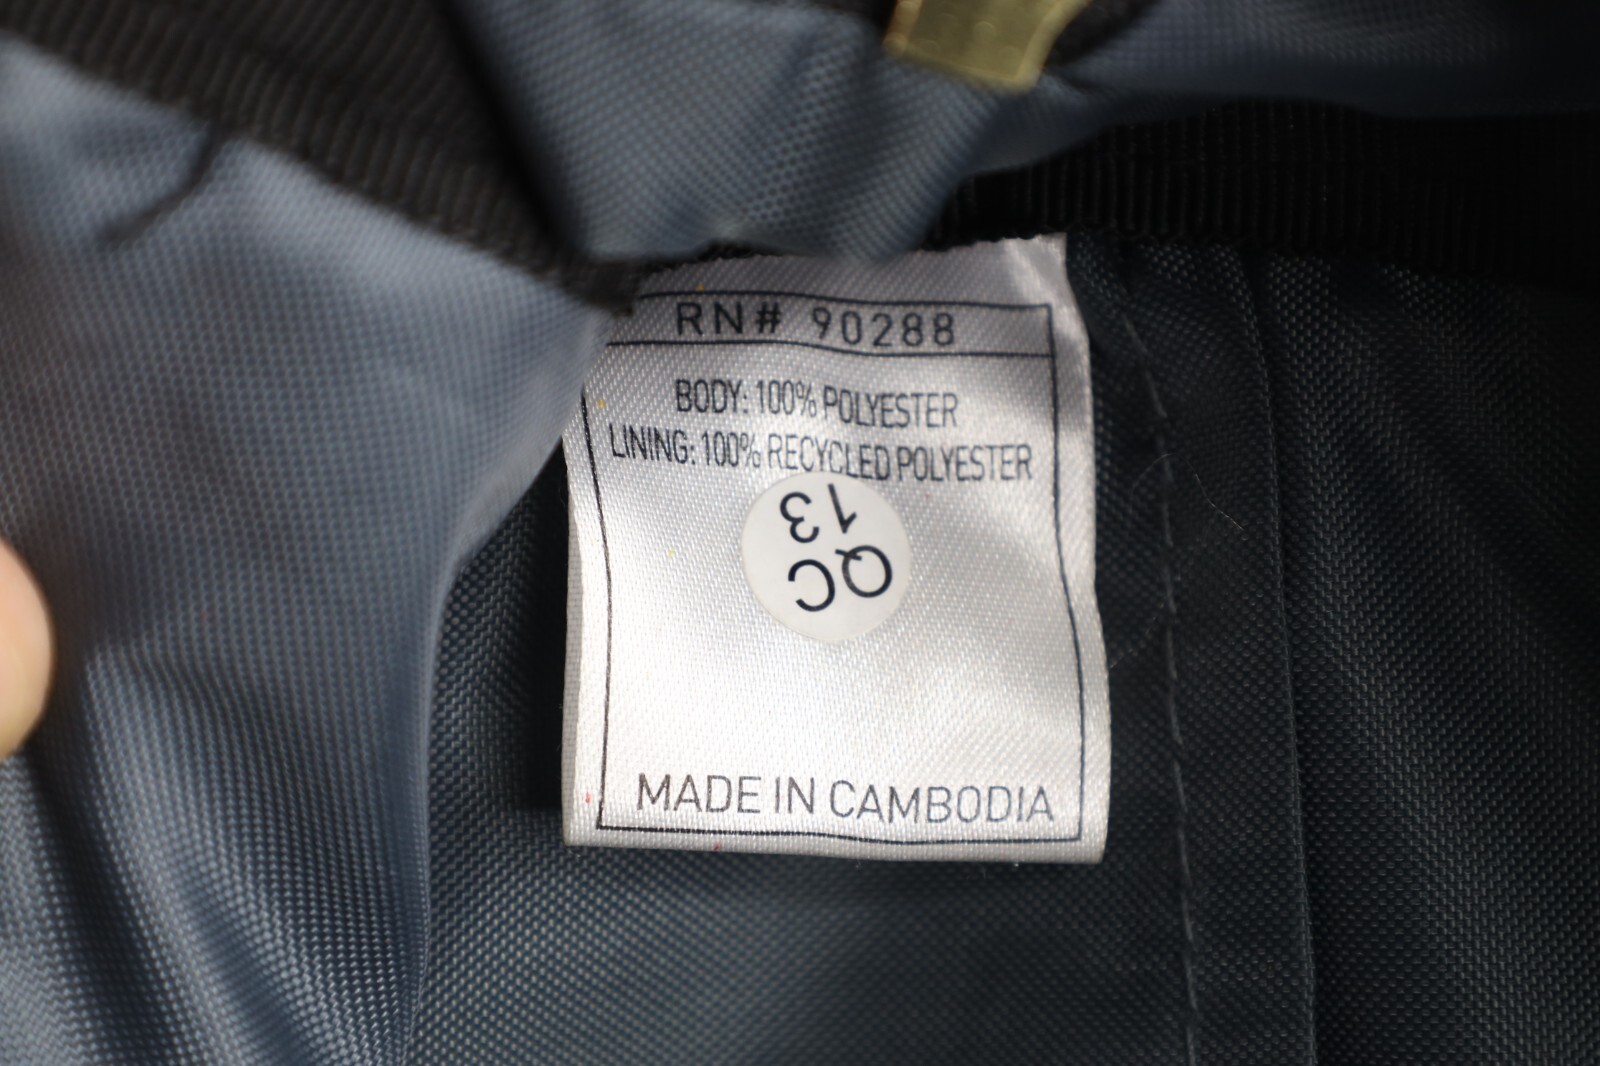 RN# 90288
BODY: 100% POLYESTER
LINING: 100% RECYCLED POLYESTER
QC
13
MADE IN CAMBODIA